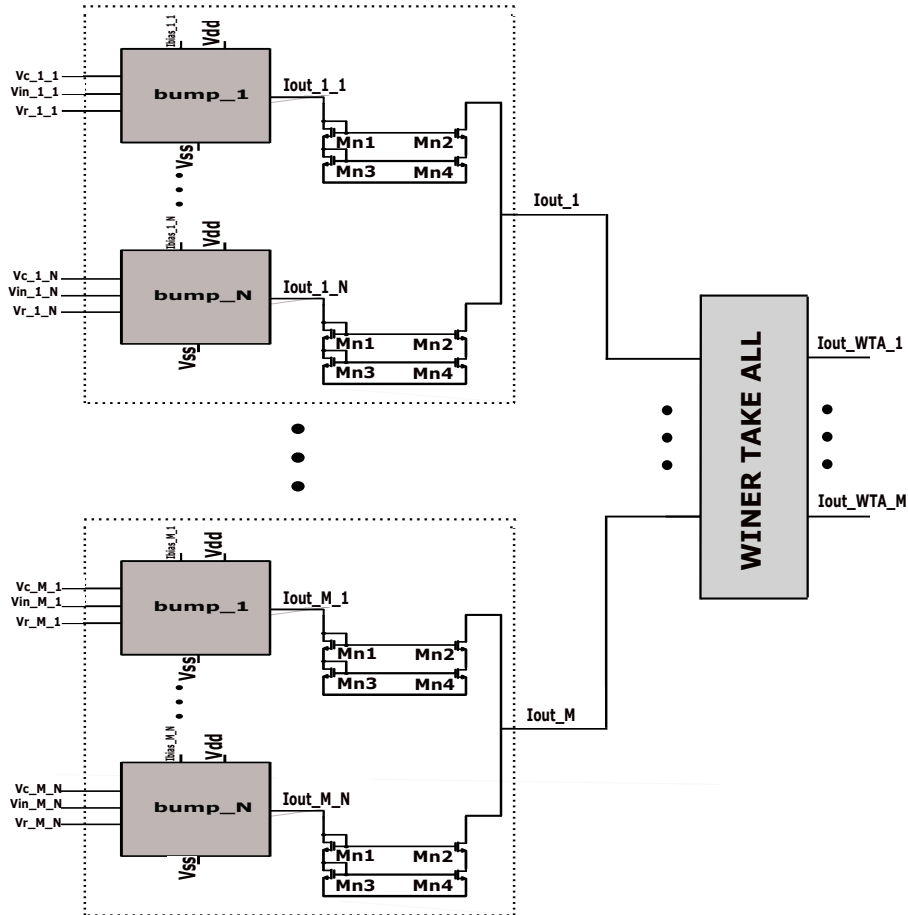 Ibias_1_1
Vdd
Vc_1_1
Vin_1_1
Vr_1_1
bump_1
Iout_1_1
Vss
Mn1
Mn2
Mn3
Mn4
Ibias_1_N
Vdd
Vc_1_N
Vin_1_N
Vr_1_N
bump_N
Iout_1_N
Vss
Mn1
Mn2
Mn3
Mn4
Iout_1
Ibias_M_1
Vdd
Vc_M_1
Vin_M_1
Vr_M_1
bump_1
Iout_M_1
Vss
Mn1
Mn2
Mn3
Mn4
Ibias_M_N
Vdd
Vc_M_N
Vin_M_N
Vr_M_N
bump_N
Iout_M_N
Vss
Mn1
Mn2
Mn3
Mn4
Iout_M
WINER TAKE ALL
Iout_WTA_1
Iout_WTA_M